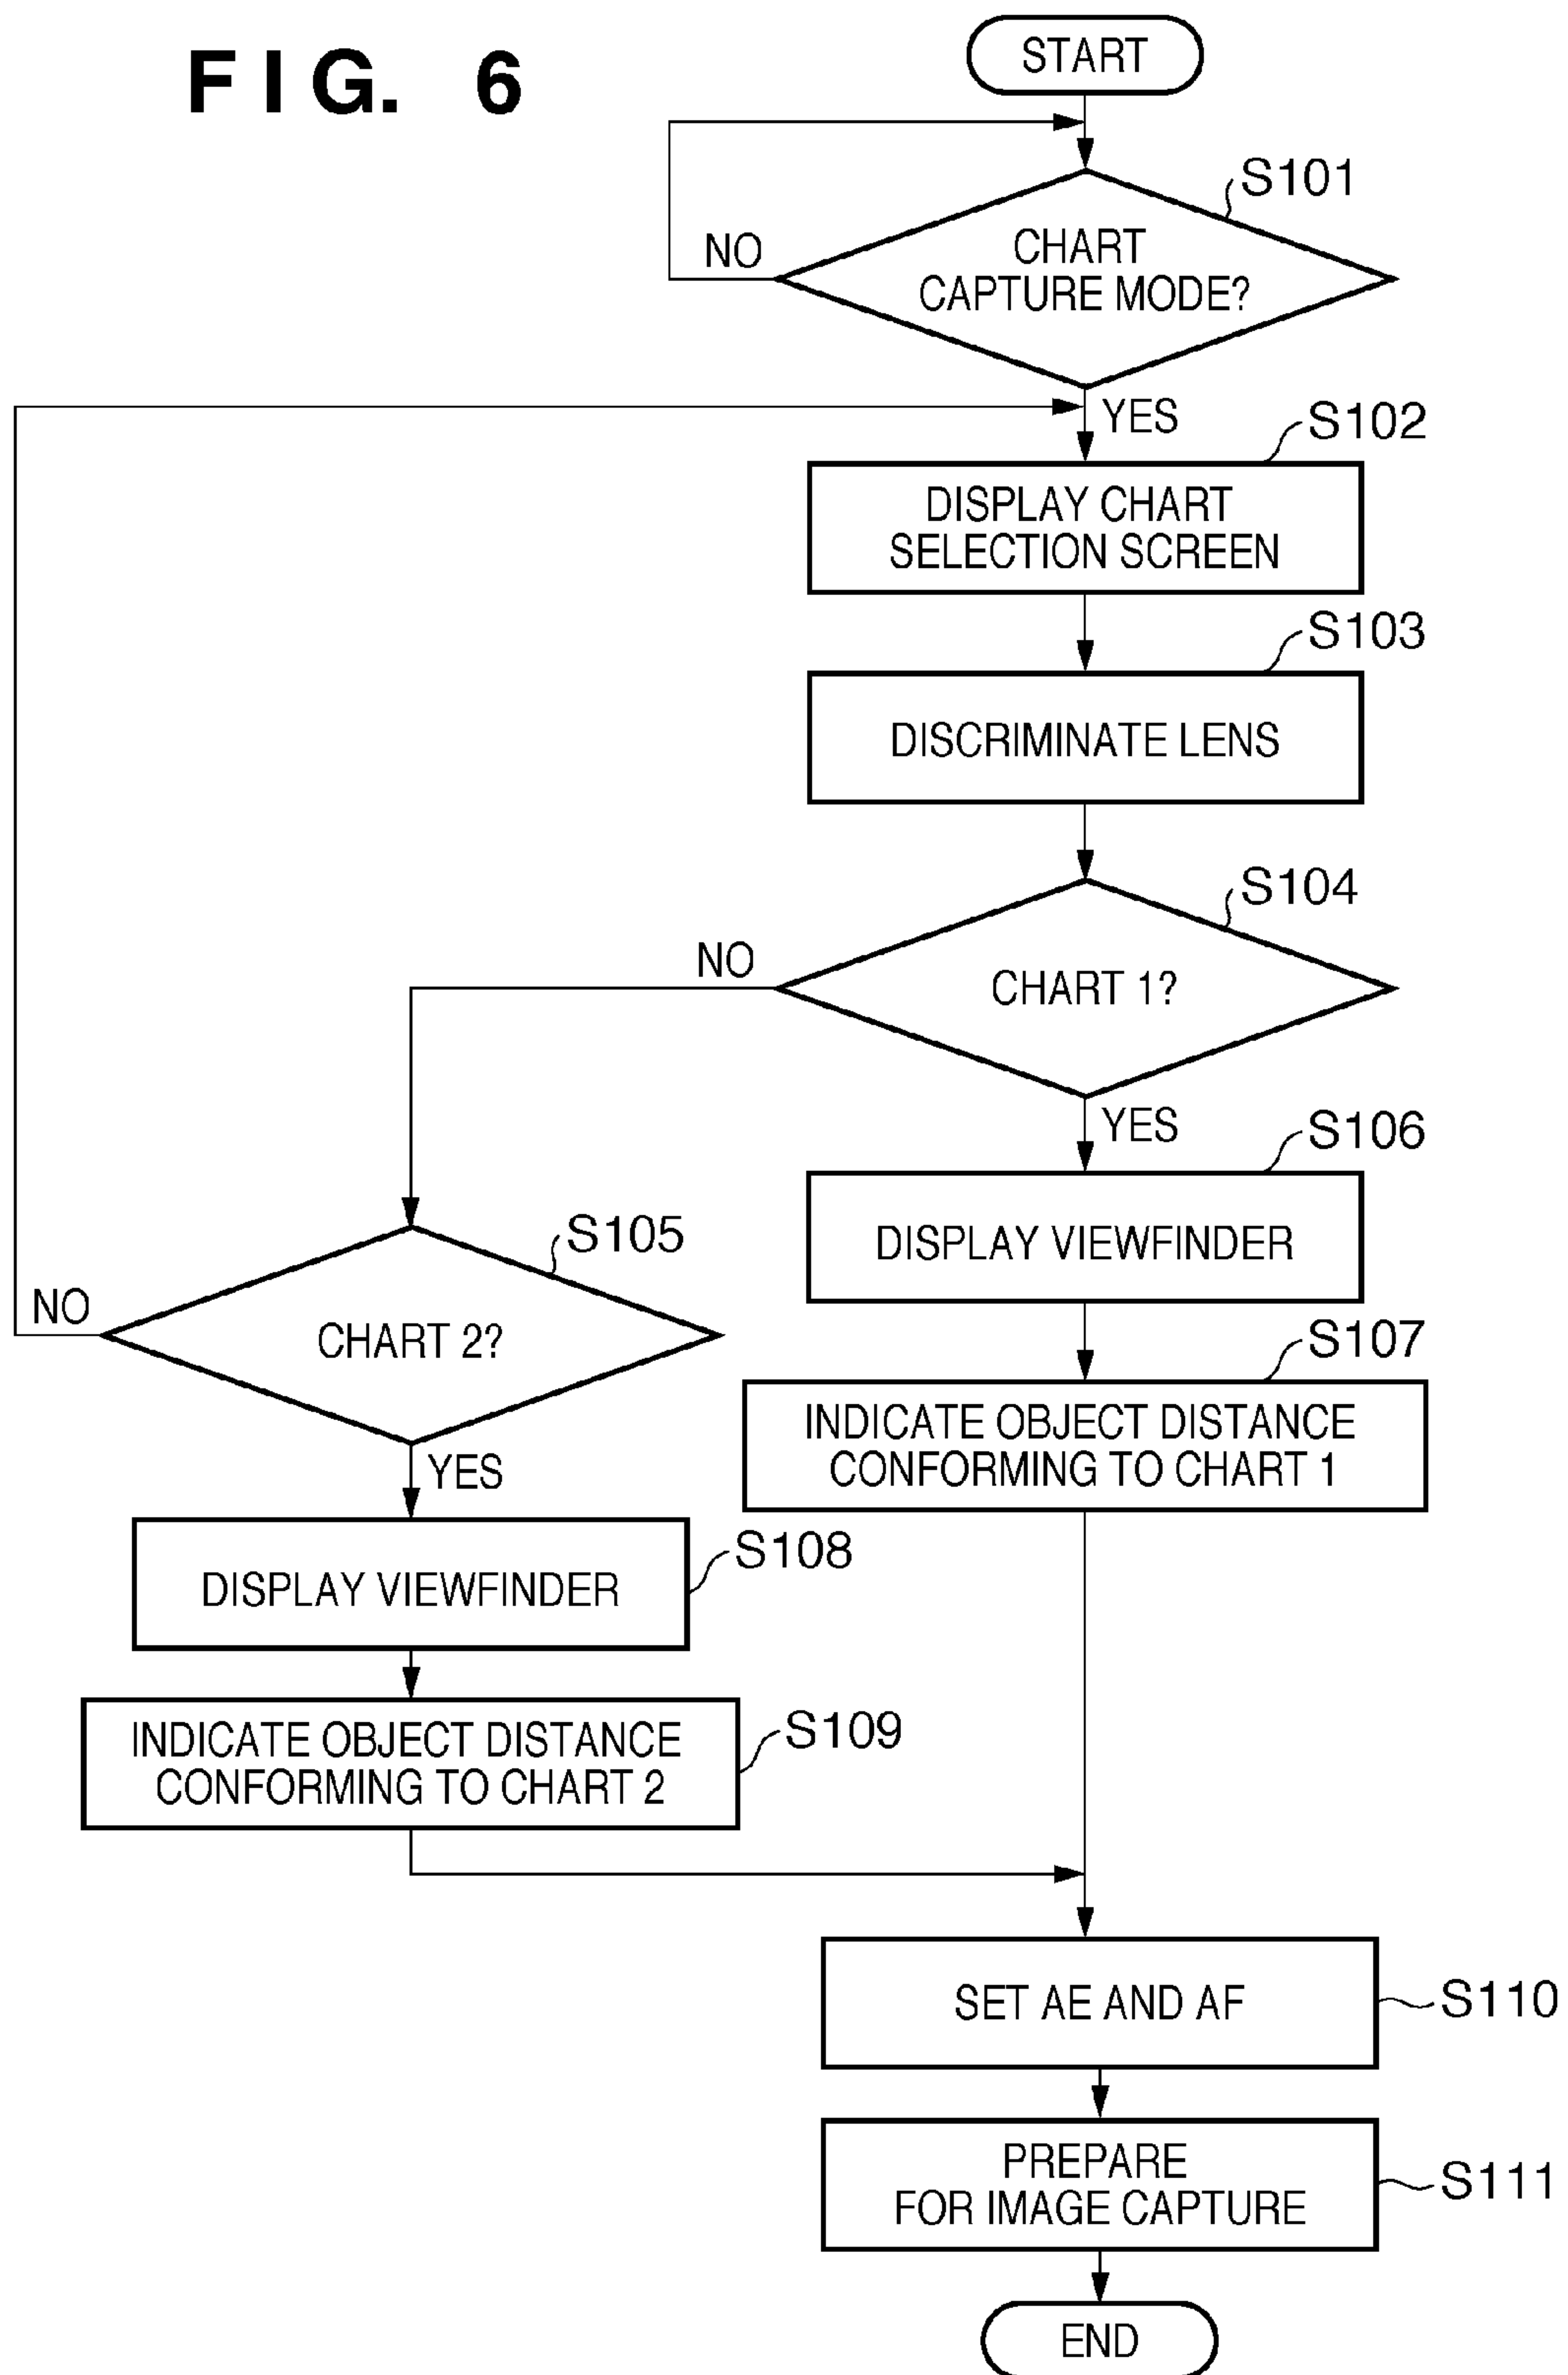 FIG. 6
START
S101
NO
CHART
CAPTURE MODE?
YES
S102
DISPLAY CHART
SELECTION SCREEN
S103
DISCRIMINATE LENS
S104
NO
CHART 1?
YES
S106
DISPLAY VIEWFINDER
S105
NO
CHART 2?
S107
INDICATE OBJECT DISTANCE
CONFORMING TO CHART 1
YES
S108
DISPLAY VIEWFINDER
S109
INDICATE OBJECT DISTANCE
CONFORMING TO CHART 2
SET AE AND AF
S110
PREPARE
FOR IMAGE CAPTURE
S111
END